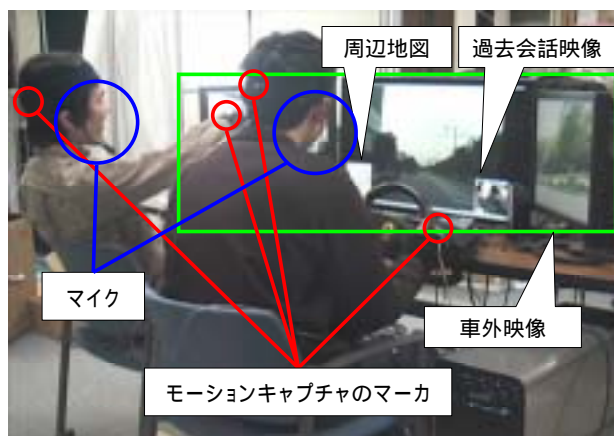 周辺地図
過去会話映像
マイク
車外映像
モーションキャプチャのマーカ